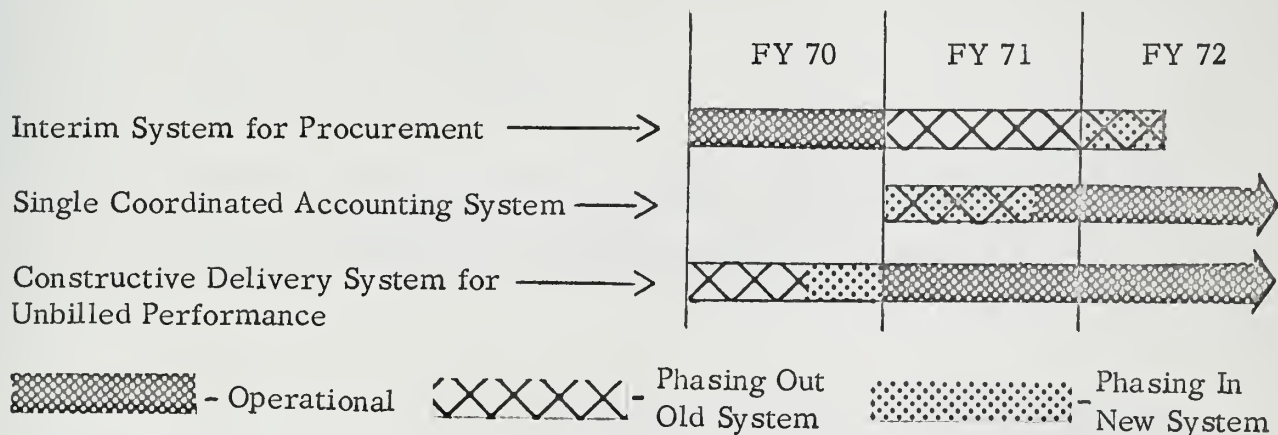 FY 70 FY 71 FY 72
Interim System for Procurement
Single Coordinated Accounting System
Constructive Delivery System for
Unbilled Performance
- Operational
- Phasing Out
Old System
- Phasing In
New System